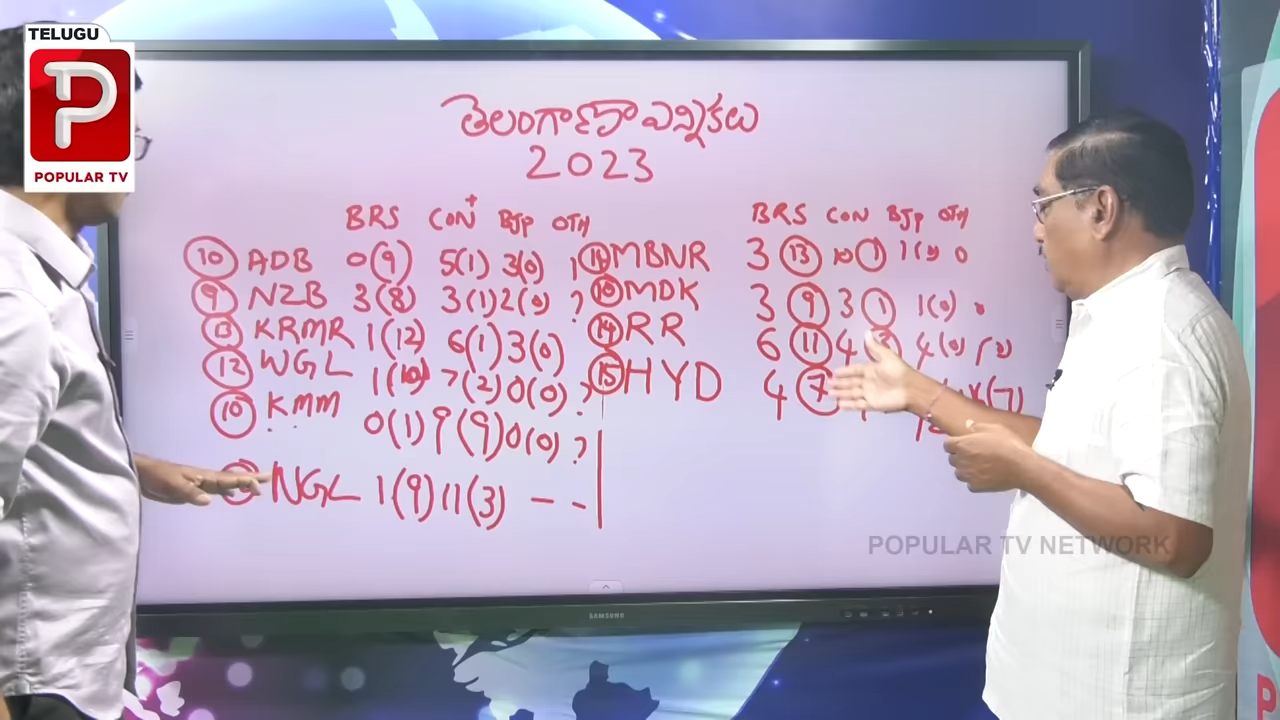 TELUGU
P
POPULAR TV
తెలంగాణా ఎన్నికలు
2023
BRS CON+ BJP OTH
10 ADB 0(9) 5(1) 3(0) 1
9 NZB 3(8) 3(1) 2(0) ?
13 KRMR 1(12) 6(1) 3(0)
12 WGL 1(10) 7(2) 0(0) ?
10 KMM 0(1) 9(9) 0(0) ?
NGL 1(9) 11(3) - -
BRS CON BJP OTH
14 MBNR 3 13 10 1 0
10 MDK 3 9 3 1 1(0)
14 RR 6 11 4 4(0)
15 HYD 4 7 (7)
POPULAR TV NETWORK
SAMSUNG